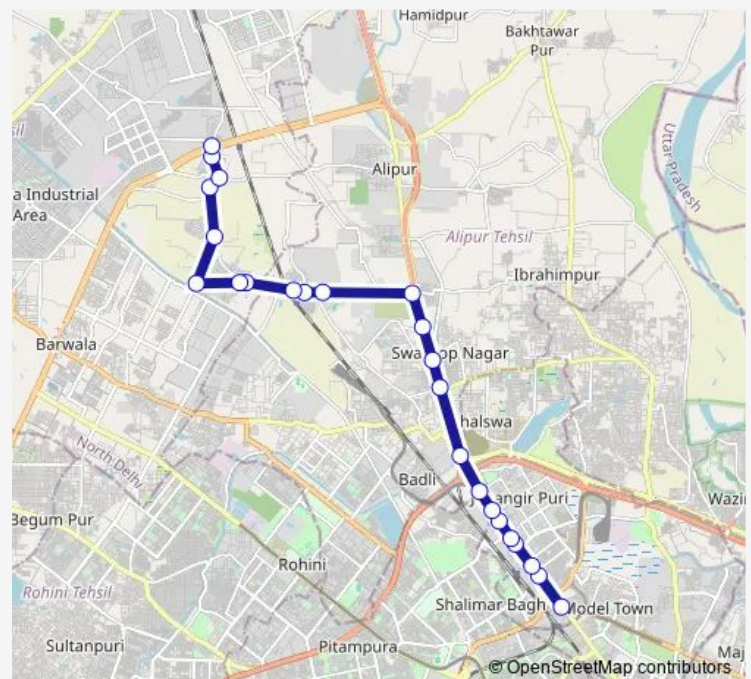 Hamidpur
Bakhtawar
Pur
Uttar Pradesh
Alipur
a Industrial
Area
Alipur Tehsil
Ibrahimpur
Barwala
Swa
op Nagar
halswa
North Delhi
Badli
angir Puri
Wazi
Begum Pur
Rohini
Rohini Tehsil
Shalimar Bagh
Model Town
Sultanpuri
Pitampura
Maj
© OpenStreetMap contributors